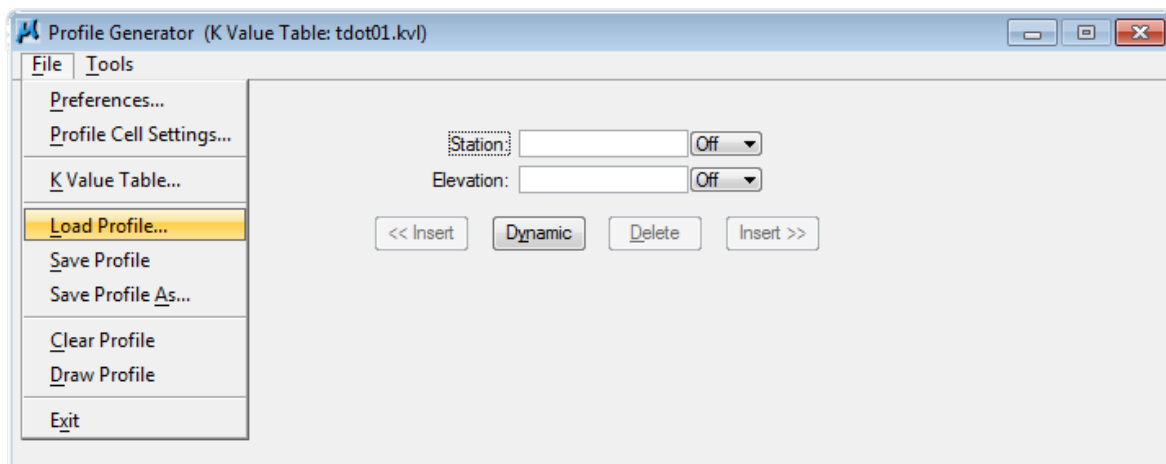 Profile Generator (K Value Table: tdot01.kvl)
File Tools
Preferences...
Profile Cell Settings...
K Value Table...
Load Profile...
Save Profile
Save Profile As...
Clear Profile
Draw Profile
Exit
Station: Off
Elevation: Off
<< Insert Dynamic Delete Insert >>